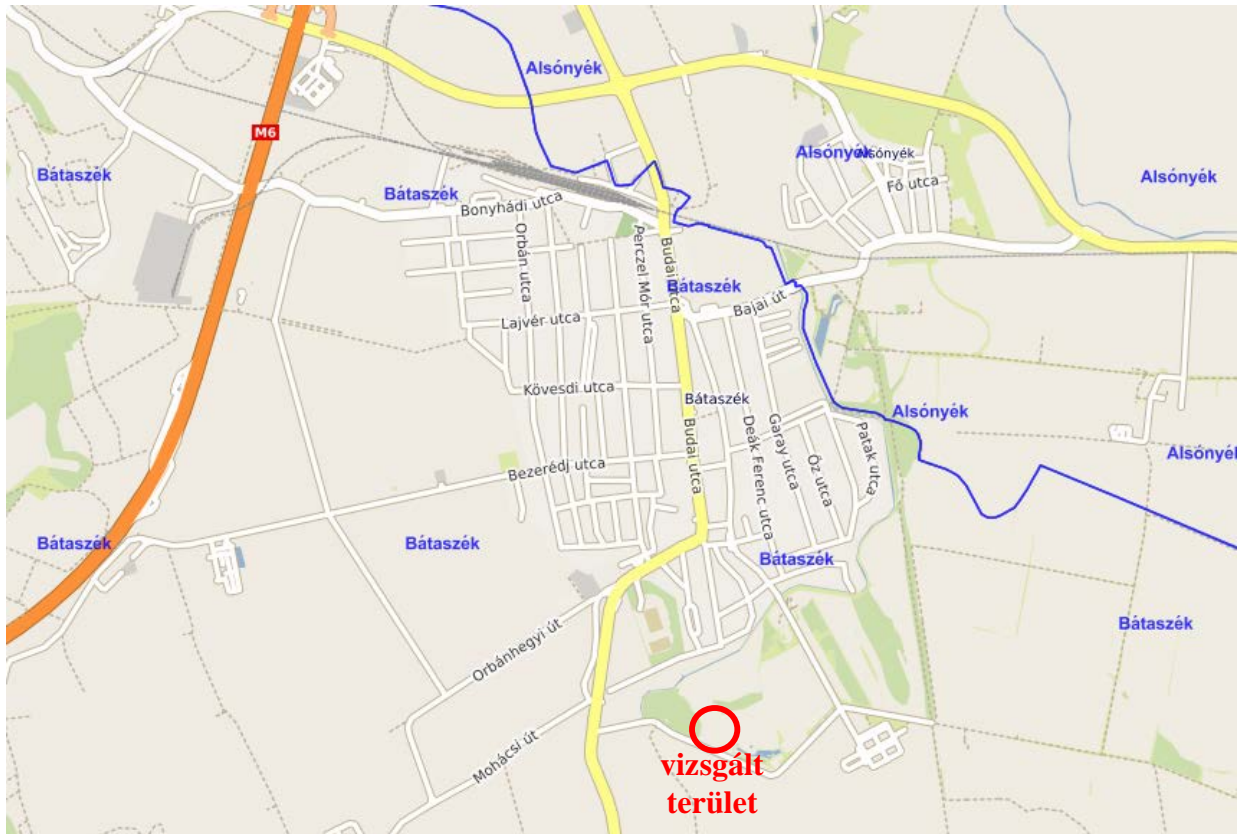 Alsónyék
M6
Alsónyék
Alsónyék
Bátaszék
Alsónyék
Fő utca
Bátaszék
Bonyhádi utca
Orbán utca
Perczel Mór utca
Budai utca
Bátaszék
Bajai út
Lajvér utca
Kövesdi utca
Bátaszék
Alsónyék
Budai utca
Deák Ferenc utca
Garay utca
Őz utca
Patak utca
Alsónyék
Bezerédj utca
Bátaszék
Bátaszék
Bátaszék
Bátaszék
Orbánhegyi út
Mohácsi út
vizsgált
terület